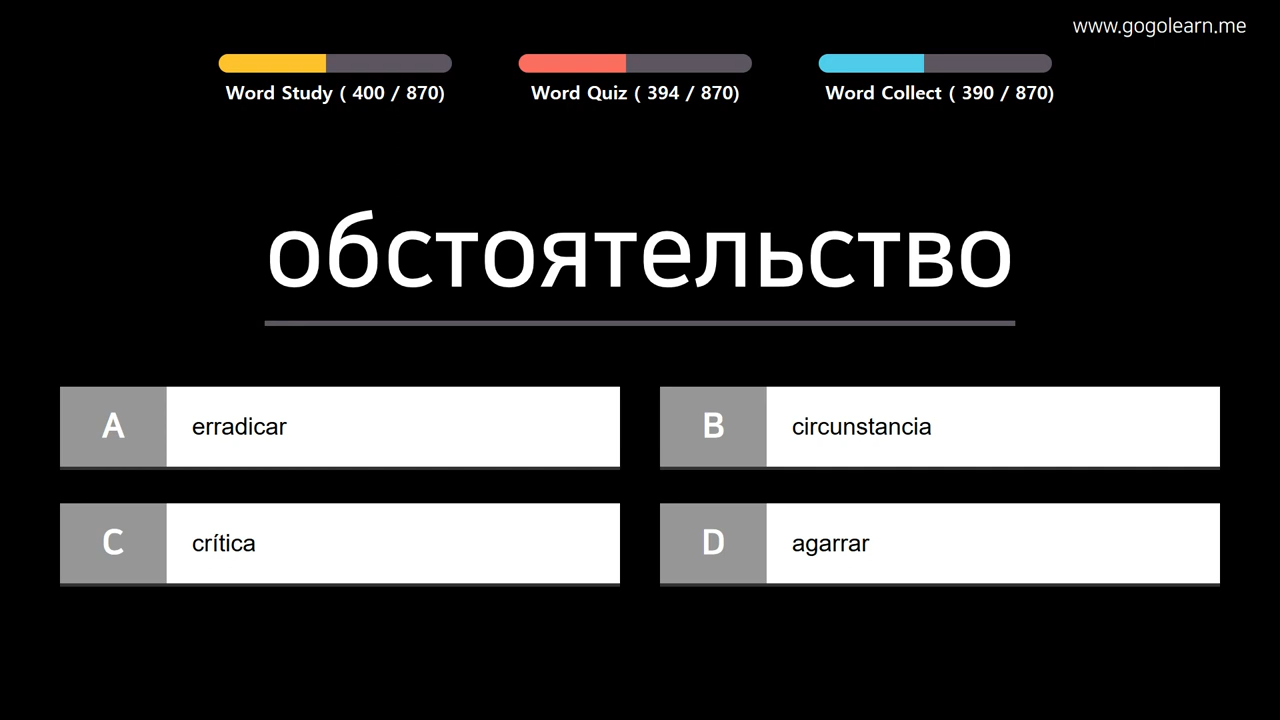 www.gogolearn.me
Word Study ( 400 / 870)
Word Quiz ( 394 / 870)
Word Collect ( 390 / 870)
обстоятельство
A erradicar
B circunstancia
C crítica
D agarrar